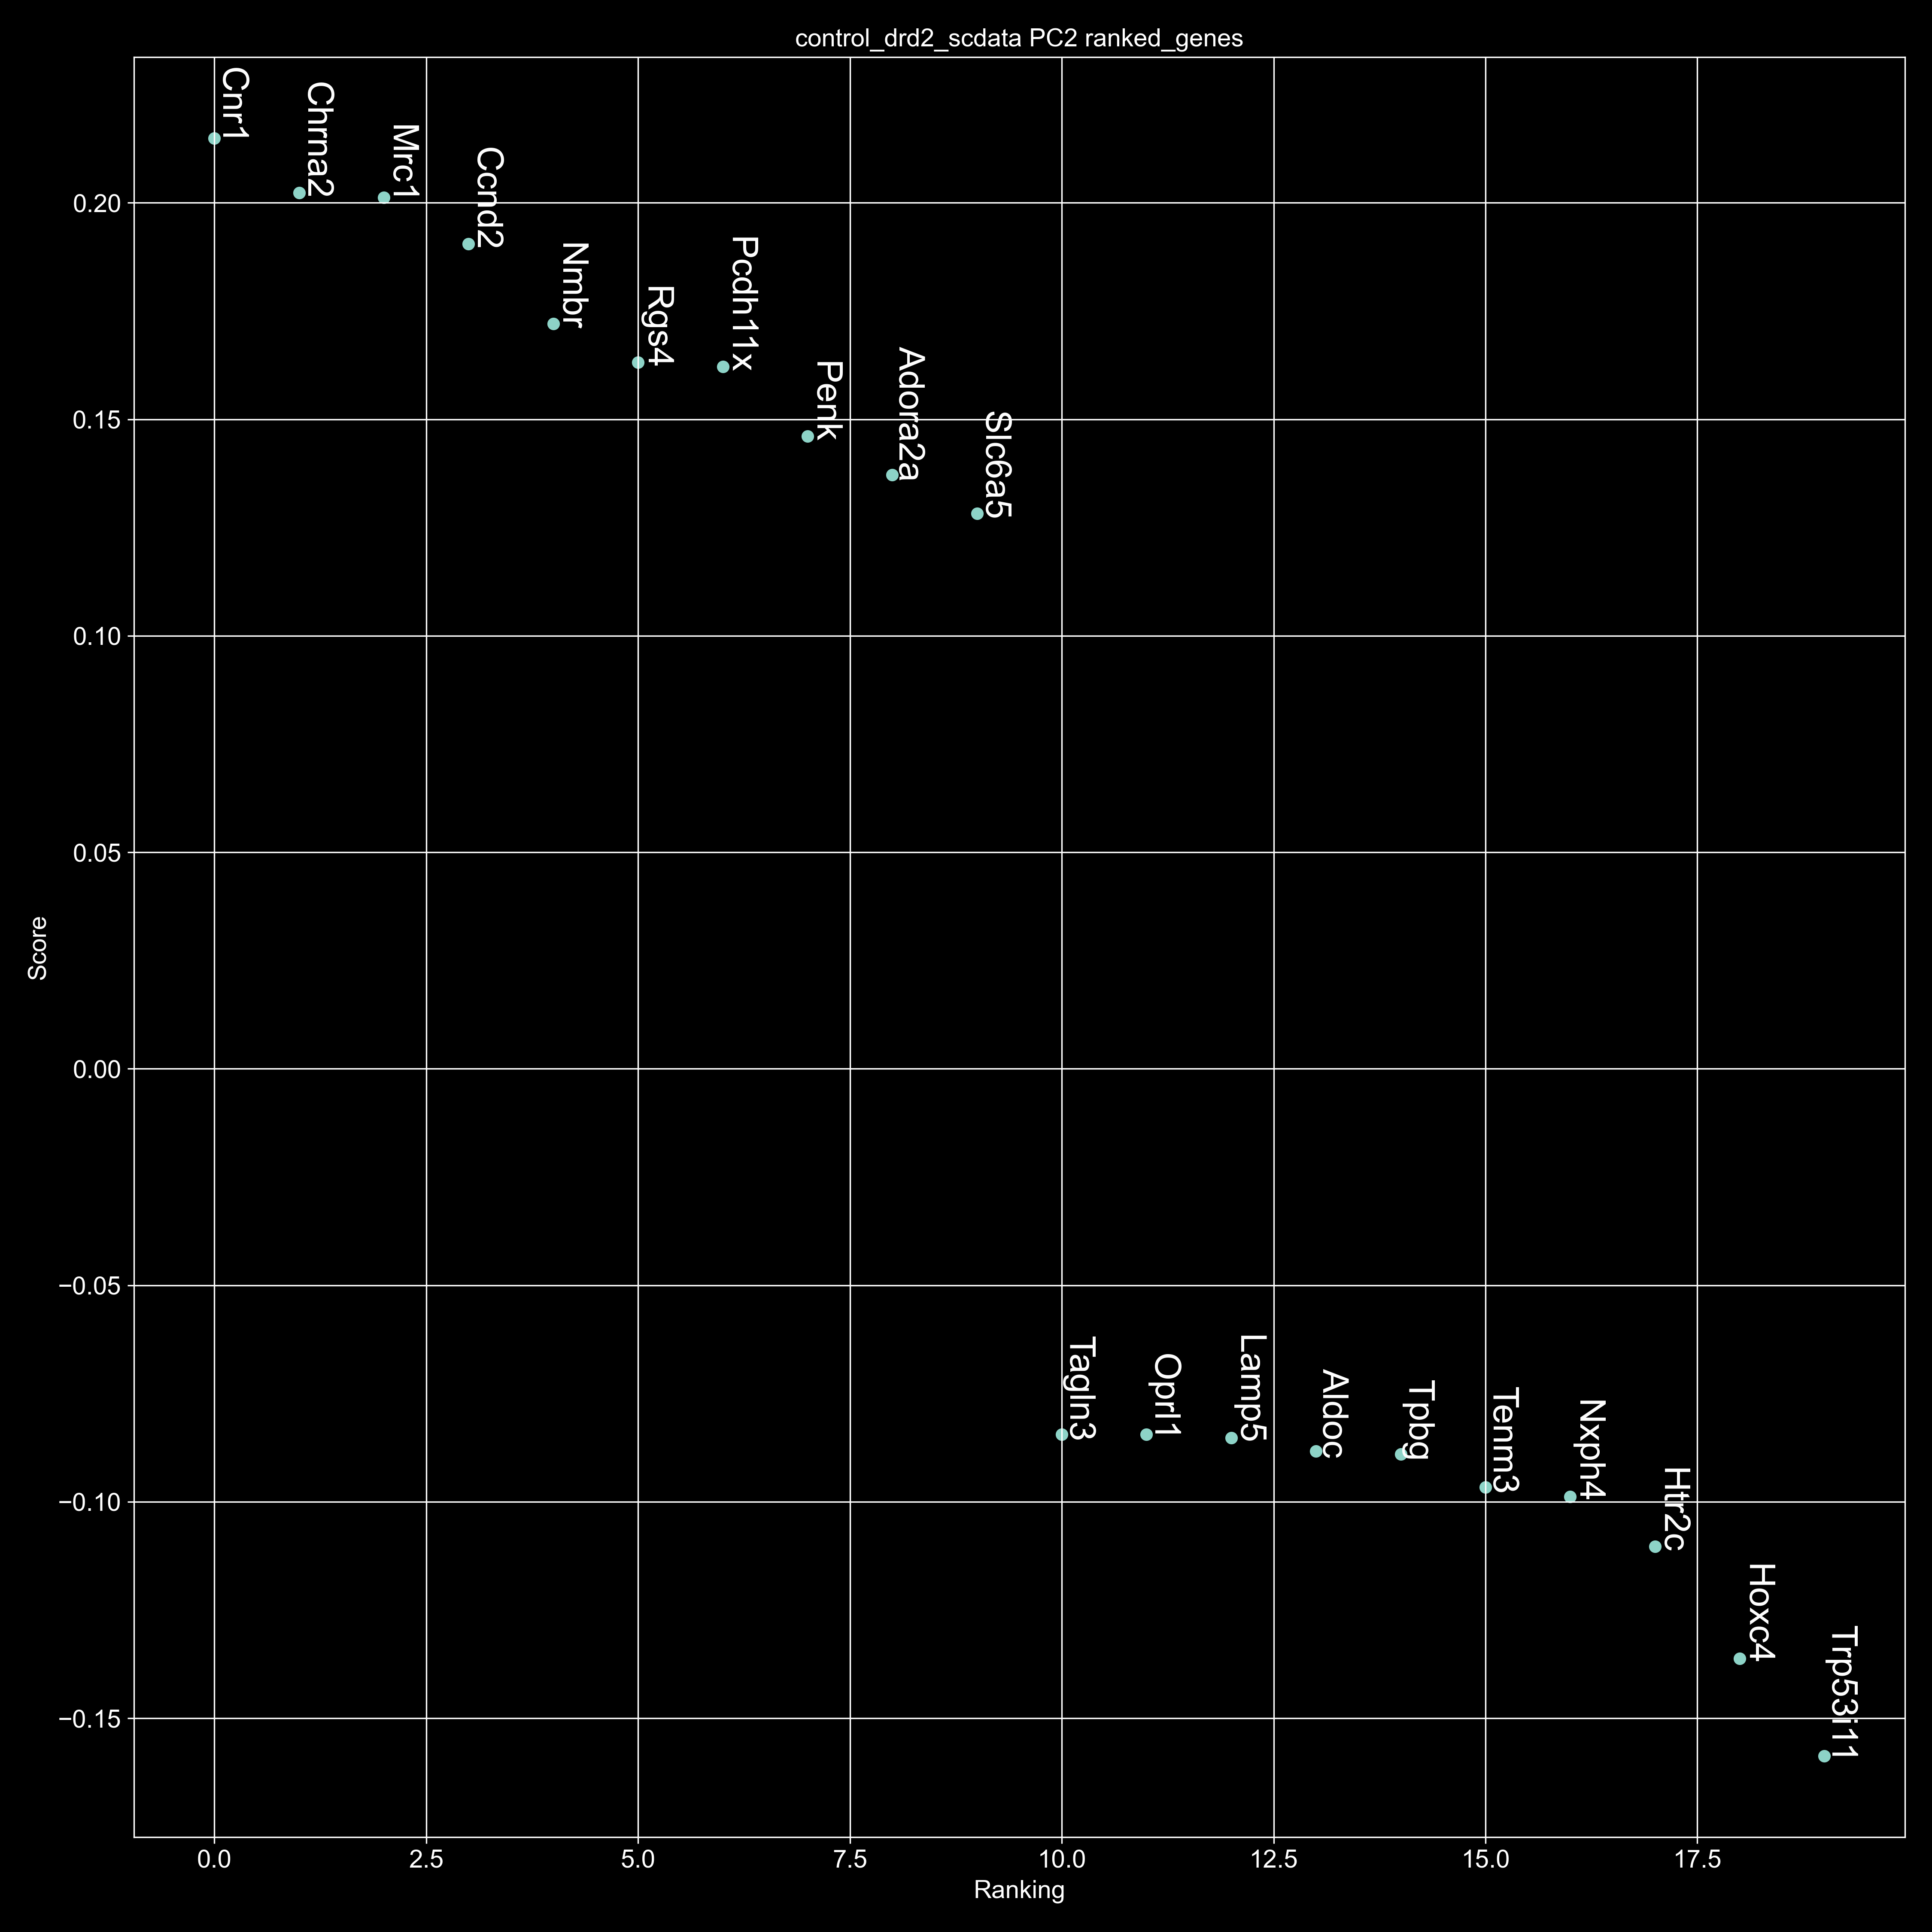 control_drd2_scdata PC2 ranked_genes
Cnr1
Chrna2
Mrc1
Ccnd2
Nmbr
Rgs4
Pcdh11x
Penk
Adora2a
Slc6a5
Tagln3
Oprl1
Lamp5
Aldoc
Tpbg
Tenm3
Nxph4
Htr2c
Hoxc4
Trp53i11
0.20
0.15
0.10
0.05
0.00
−0.05
−0.10
−0.15
Score
0.0 2.5 5.0 7.5 10.0 12.5 15.0 17.5
Ranking